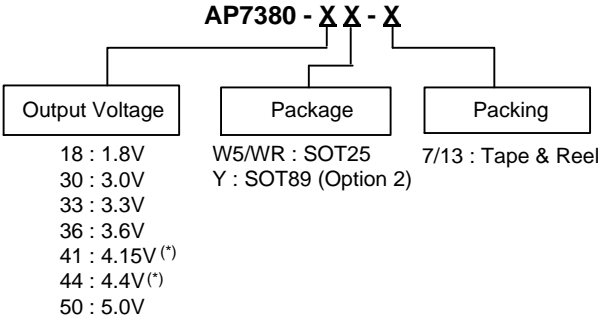 AP7380 - X X - X
Output Voltage
Package
Packing
18 : 1.8V
30 : 3.0V
33 : 3.3V
36 : 3.6V
41 : 4.15V (*)
44 : 4.4V (*)
50 : 5.0V
W5/WR : SOT25
Y : SOT89 (Option 2)
7/13 : Tape & Reel